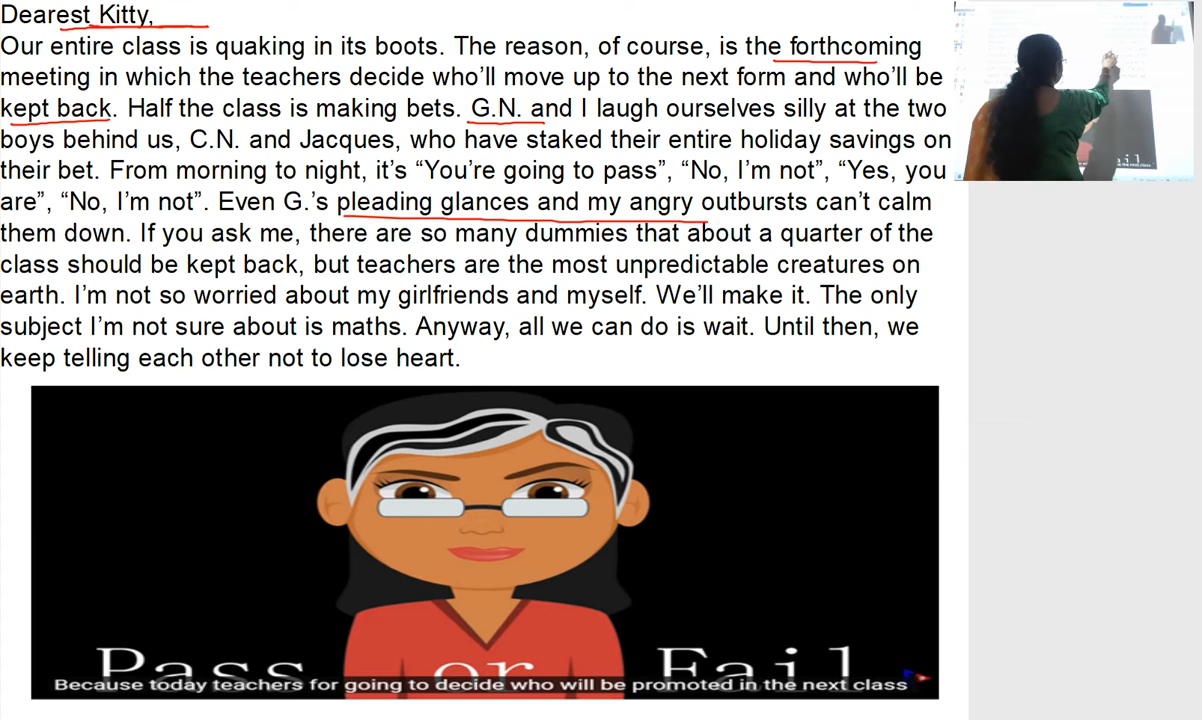 Dearest Kitty,
Our entire class is quaking in its boots. The reason, of course, is the forthcoming
meeting in which the teachers decide who’ll move up to the next form and who’ll be
kept back. Half the class is making bets. G.N. and I laugh ourselves silly at the two
boys behind us, C.N. and Jacques, who have staked their entire holiday savings on
their bet. From morning to night, it’s “You’re going to pass”, “No, I’m not”, “Yes, you
are”, “No, I’m not”. Even G.’s pleading glances and my angry outbursts can’t calm
them down. If you ask me, there are so many dummies that about a quarter of the
class should be kept back, but teachers are the most unpredictable creatures on
earth. I’m not so worried about my girlfriends and myself. We’ll make it. The only
subject I’m not sure about is maths. Anyway, all we can do is wait. Until then, we
keep telling each other not to lose heart.
Pass or Fail
Because today teachers for going to decide who will be promoted in the next class